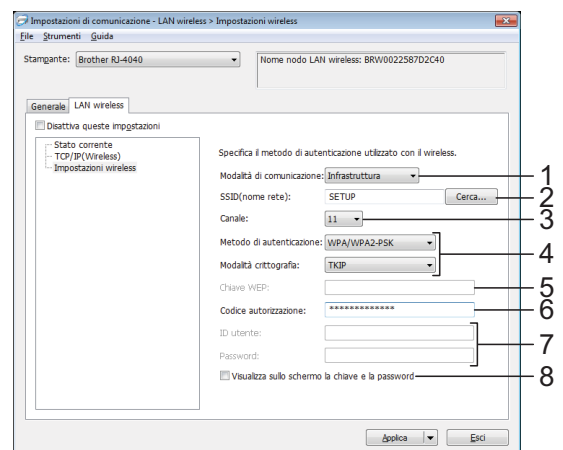 Impostazioni di comunicazione - LAN wireless > Impostazioni wireless
File Strumenti Guida
Stampante: Brother RJ-4040
Nome nodo LAN wireless: BRW0022587D2C40
Generale LAN wireless
Disattiva queste impostazioni
Stato corrente
TCP/IP(Wireless)
Impostazioni wireless
Specifica il metodo di autenticazione utilizzato con il wireless.
Modalità di comunicazione: Infrastruttura 1
SSID(nome rete): SETUP Cerca... 2
Canale: 11 3
Metodo di autenticazione: WPA/WPA2-PSK
4
Modalità crittografia: TKIP
Chiave WEP: 5
Codice autorizzazione: ************* 6
ID utente:
7
Password:
Visualizza sullo schermo la chiave e la password 8
Applica Esci